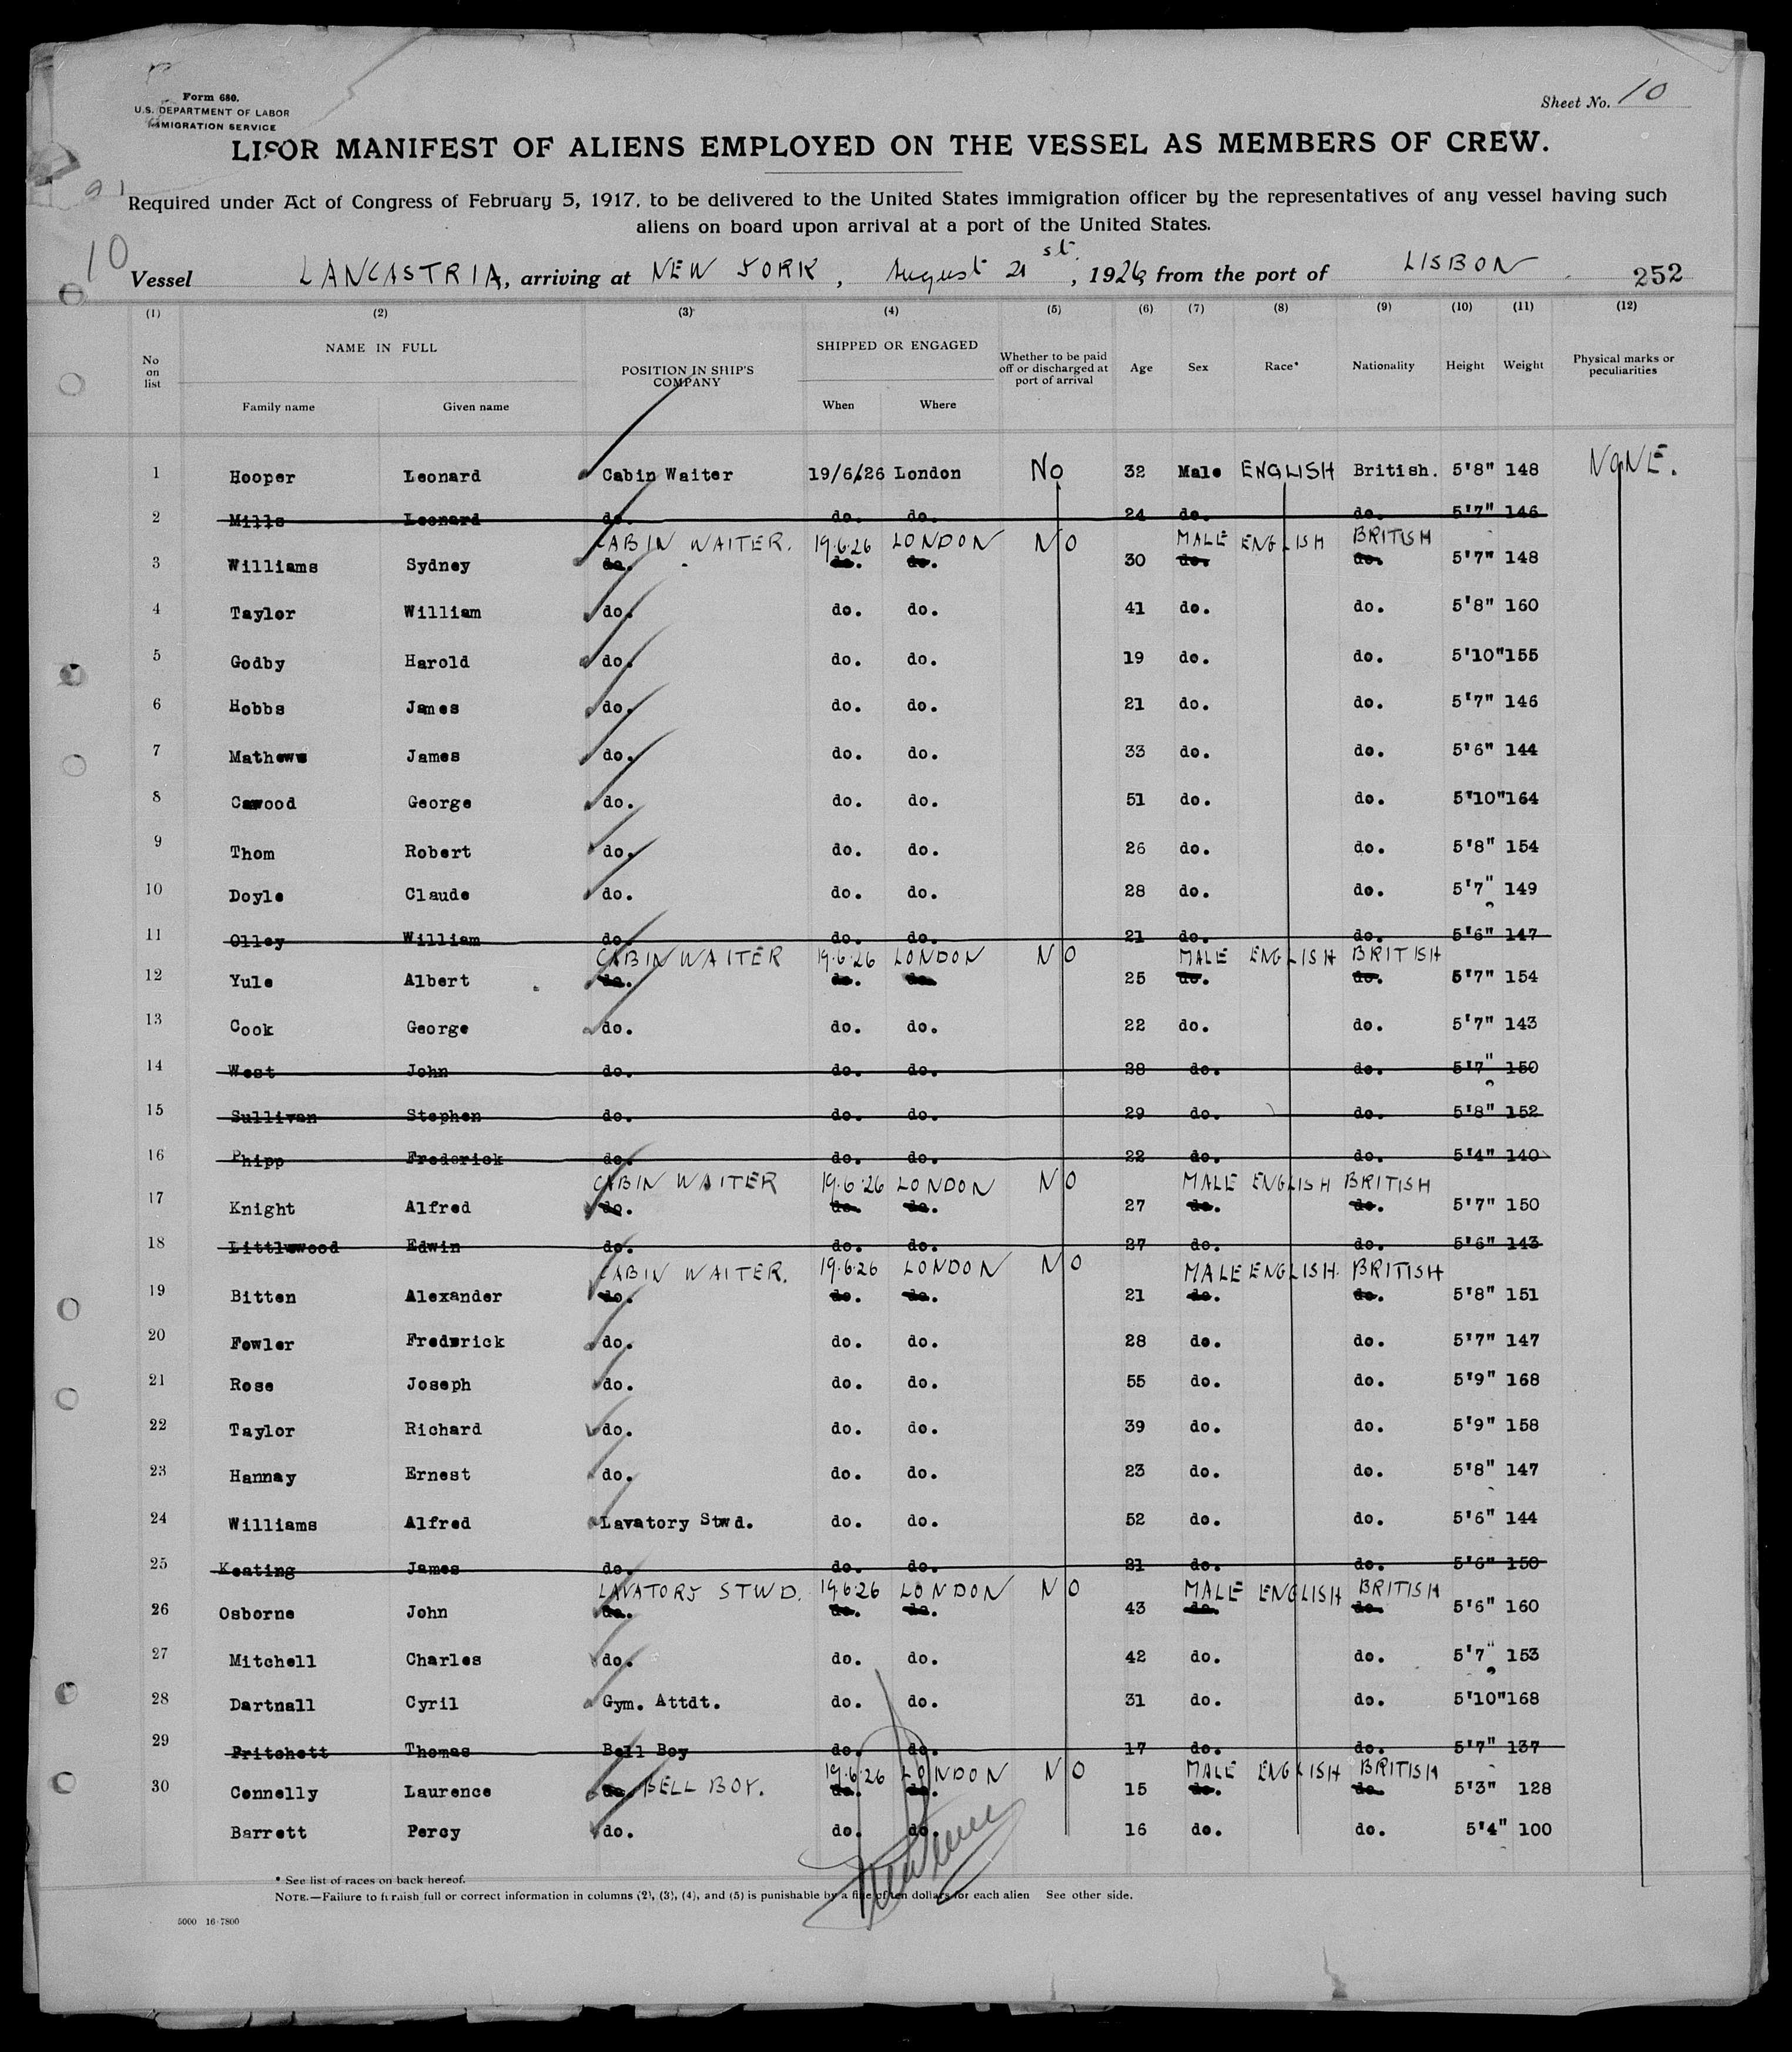 Form 680.
U.S. DEPARTMENT OF LABOR
IMMIGRATION SERVICE
Sheet No. 10
LIS OR MANIFEST OF ALIENS EMPLOYED ON THE VESSEL AS MEMBERS OF CREW.
Required under Act of Congress of February 5, 1917, to be delivered to the United States immigration officer by the representatives of any vessel having such
aliens on board upon arrival at a port of the United States.
10
Vessel LANCASTRIA, arriving at NEW YORK, August 21st, 1926, from the port of LISBON 252
(1) (2) (3) (4) (5) (6) (7) (8) (9) (10) (11) (12)
No on list NAME IN FULL POSITION IN SHIP'S COMPANY SHIPPED OR ENGAGED Whether to be paid off or discharged at port of arrival Age Sex Race* Nationality Height Weight Physical marks or peculiarities
Family name Given name When Where
1 Hooper Leonard Cabin Waiter 19/6/26 London No 32 Male ENGLISH British. 5'8" 148 NONE.
2 Mills Leonard do. do. do. 24 do. do. 5'7" 146
CABIN WAITER. 19.6.26 LONDON NO MALE ENGLISH BRITISH
3 Williams Sydney do. do. do. 30 do. do. 5'7" 148
4 Taylor William do. do. do. 41 do. do. 5'8" 160
5 Godby Harold do. do. do. 19 do. do. 5'10" 155
6 Hobbs James do. do. do. 21 do. do. 5'7" 146
7 Mathews James do. do. do. 33 do. do. 5'6" 144
8 Cawood George do. do. do. 51 do. do. 5'10" 164
9 Thom Robert do. do. do. 26 do. do. 5'8" 154
10 Doyle Claude do. do. do. 28 do. do. 5'7" 149
11 Olley William do. do. do. 21 do. do. 5'6" 147
CABIN WAITER 19.6.26 LONDON NO MALE ENGLISH BRITISH
12 Yule Albert do. do. do. 25 do. do. 5'7" 154
13 Cook George do. do. do. 22 do. do. 5'7" 143
14 West John do. do. do. 28 do. do. 5'7" 150
15 Sullivan Stephen do. do. do. 29 do. do. 5'8" 152
16 Phipp Frederick do. do. do. 22 do. do. 5'4" 140
CABIN WAITER 19.6.26 LONDON NO MALE ENGLISH BRITISH
17 Knight Alfred do. do. do. 27 do. do. 5'7" 150
18 Littlewood Edwin do. do. do. 27 do. do. 5'6" 143
CABIN WAITER. 19.6.26 LONDON NO MALE ENGLISH. BRITISH
19 Bitten Alexander do. do. do. 21 do. do. 5'8" 151
20 Fowler Frederick do. do. do. 28 do. do. 5'7" 147
21 Rose Joseph do. do. do. 55 do. do. 5'9" 168
22 Taylor Richard do. do. do. 39 do. do. 5'9" 158
23 Hannay Ernest do. do. do. 23 do. do. 5'8" 147
24 Williams Alfred Lavatory Stwd. do. do. 52 do. do. 5'6" 144
25 Keating James do. do. do. 21 do. do. 5'6" 150
LAVATORY STWD. 19.6.26 LONDON NO MALE ENGLISH BRITISH
26 Osborne John do. do. do. 43 do. do. 5'6" 160
27 Mitchell Charles do. do. do. 42 do. do. 5'7" 153
28 Dartnall Cyril Gym. Attdt. do. do. 31 do. do. 5'10" 168
29 Pritchett Thomas Bell Boy do. do. 17 do. do. 5'7" 137
19.6.26 LONDON NO MALE ENGLISH BRITISH
30 Connelly Laurence do. BELL BOY. do. do. 15 do. do. 5'3" 128
Barrett Percy do. do. do. 16 do. do. 5'4" 100
* See list of races on back hereof.
NOTE.—Failure to furnish full or correct information in columns (2), (3), (4), and (5) is punishable by a fine of ten dollars for each alien See other side.
5000 16-7800